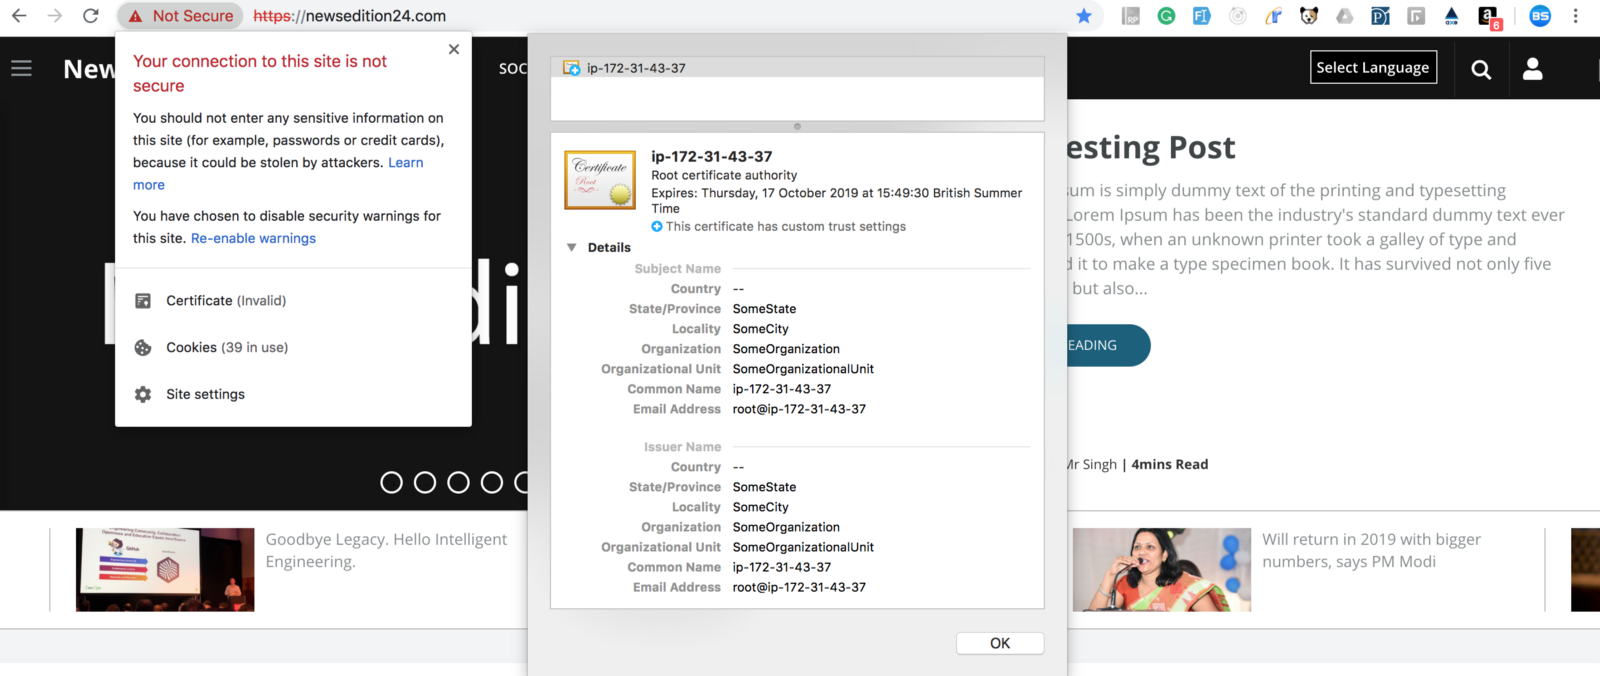 Not Secure
https://newsedition24.com
RP
G
FI
P
axe
a
6
BS
Your connection to this site is not
secure
You should not enter any sensitive information on
this site (for example, passwords or credit cards),
because it could be stolen by attackers. Learn
more
You have chosen to disable security warnings for
this site. Re-enable warnings
Certificate (Invalid)
Cookies (39 in use)
Site settings
New
SOC
Select Language
di
ip-172-31-43-37
Certificate
Root
ip-172-31-43-37
Root certificate authority
Expires: Thursday, 17 October 2019 at 15:49:30 British Summer
Time
This certificate has custom trust settings
Details
Subject Name
Country --
State/Province SomeState
Locality SomeCity
Organization SomeOrganization
Organizational Unit SomeOrganizationalUnit
Common Name ip-172-31-43-37
Email Address root@ip-172-31-43-37
Issuer Name
Country --
State/Province SomeState
Locality SomeCity
Organization SomeOrganization
Organizational Unit SomeOrganizationalUnit
Common Name ip-172-31-43-37
Email Address root@ip-172-31-43-37
OK
esting Post
sum is simply dummy text of the printing and typesetting
Lorem Ipsum has been the industry's standard dummy text ever
1500s, when an unknown printer took a galley of type and
d it to make a type specimen book. It has survived not only five
but also...
EADING
Mr Singh | 4mins Read
GitHub
Goodbye Legacy. Hello Intelligent
Engineering.
Will return in 2019 with bigger
numbers, says PM Modi